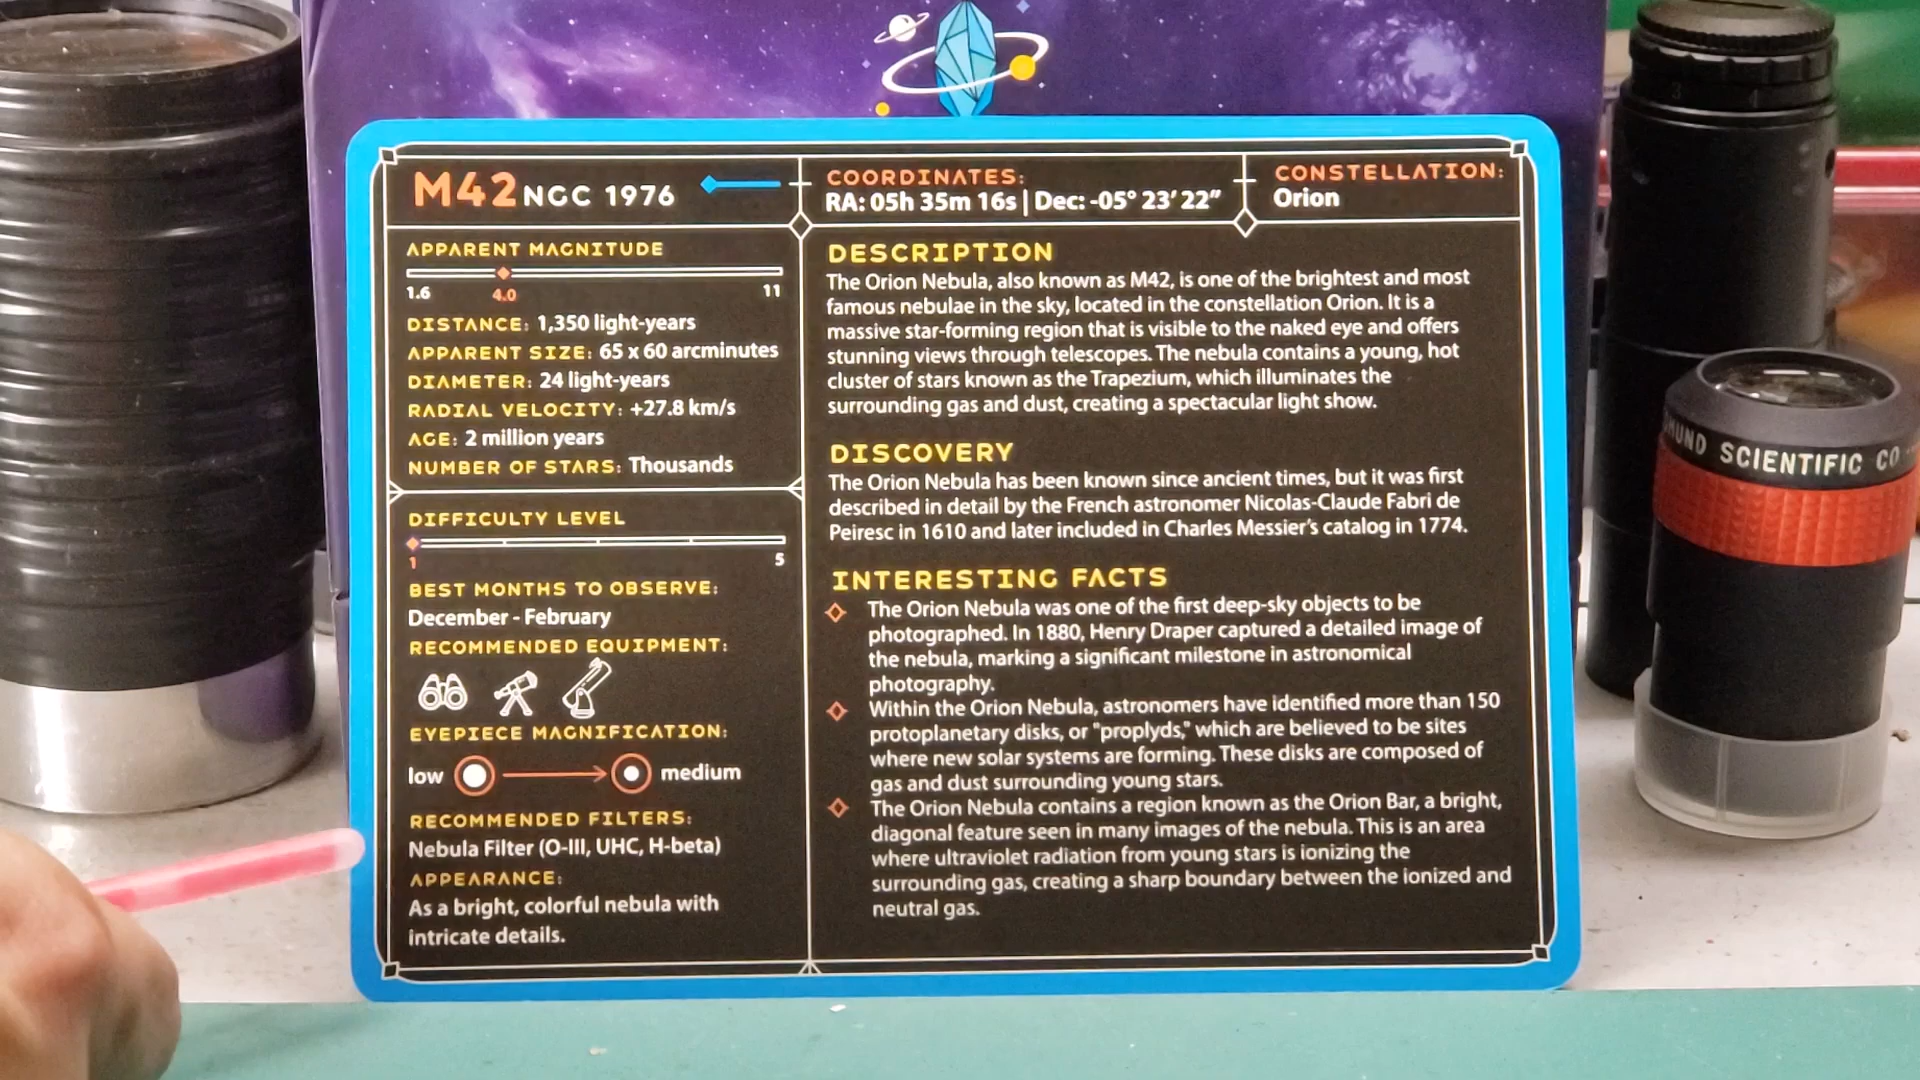 M42 NGC 1976
COORDINATES:
RA: 05h 35m 16s | Dec: -05° 23′ 22″
CONSTELLATION:
Orion
APPARENT MAGNITUDE
1.6 4.0 11
DISTANCE: 1,350 light-years
APPARENT SIZE: 65 x 60 arcminutes
DIAMETER: 24 light-years
RADIAL VELOCITY: +27.8 km/s
AGE: 2 million years
NUMBER OF STARS: Thousands
DIFFICULTY LEVEL
1 5
BEST MONTHS TO OBSERVE:
December - February
RECOMMENDED EQUIPMENT:
EYEPIECE MAGNIFICATION:
low medium
RECOMMENDED FILTERS:
Nebula Filter (O-III, UHC, H-beta)
APPEARANCE:
As a bright, colorful nebula with
intricate details.
DESCRIPTION
The Orion Nebula, also known as M42, is one of the brightest and most
famous nebulae in the sky, located in the constellation Orion. It is a
massive star-forming region that is visible to the naked eye and offers
stunning views through telescopes. The nebula contains a young, hot
cluster of stars known as the Trapezium, which illuminates the
surrounding gas and dust, creating a spectacular light show.
DISCOVERY
The Orion Nebula has been known since ancient times, but it was first
described in detail by the French astronomer Nicolas-Claude Fabri de
Peiresc in 1610 and later included in Charles Messier's catalog in 1774.
INTERESTING FACTS
The Orion Nebula was one of the first deep-sky objects to be
photographed. In 1880, Henry Draper captured a detailed image of
the nebula, marking a significant milestone in astronomical
photography.
Within the Orion Nebula, astronomers have identified more than 150
protoplanetary disks, or "proplyds," which are believed to be sites
where new solar systems are forming. These disks are composed of
gas and dust surrounding young stars.
The Orion Nebula contains a region known as the Orion Bar, a bright,
diagonal feature seen in many images of the nebula. This is an area
where ultraviolet radiation from young stars is ionizing the
surrounding gas, creating a sharp boundary between the ionized and
neutral gas.
3 4
MUND SCIENTIFIC CO